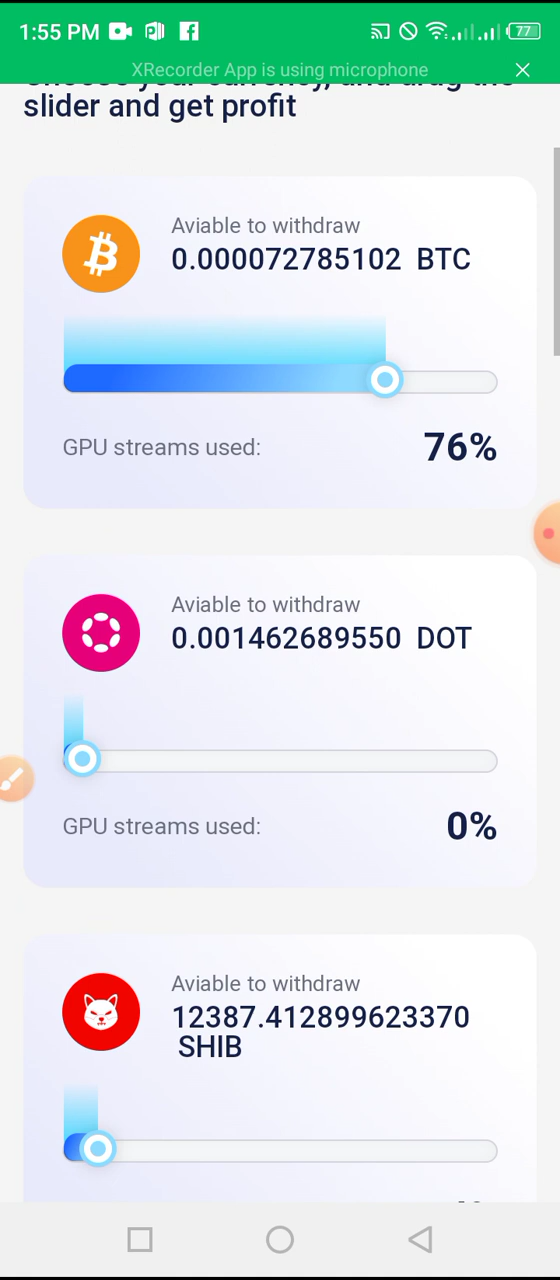 1:55 PM
77
XRecorder App is using microphone
slider and get profit
Aviable to withdraw
0.000072785102 BTC
GPU streams used:
76%
Aviable to withdraw
0.001462689550 DOT
GPU streams used:
0%
Aviable to withdraw
12387.412899623370
SHIB